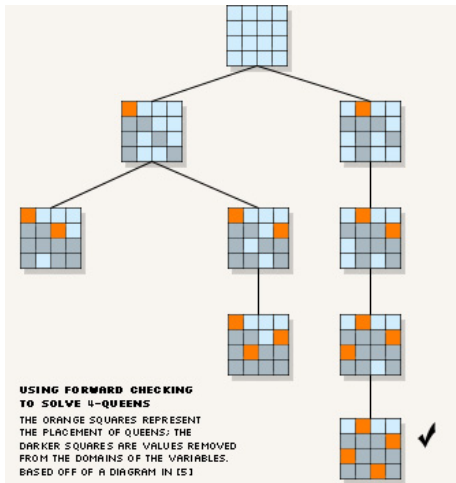 USING FORWARD CHECKING
TO SOLVE 4-QUEENS
THE ORANGE SQUARES REPRESENT
THE PLACEMENT OF QUEENS; THE
DARKER SQUARES ARE VALUES REMOVED
FROM THE DOMAINS OF THE VARIABLES.
BASED OFF OF A DIAGRAM IN [5]